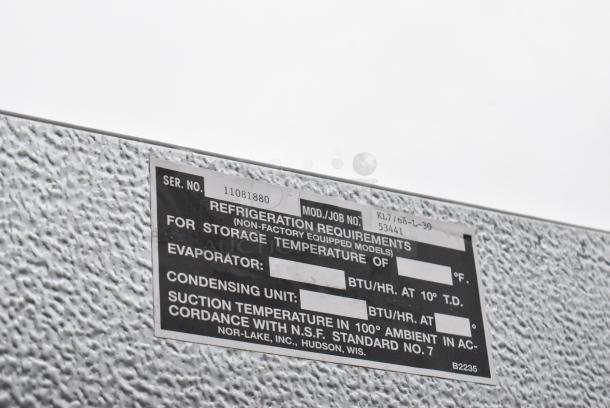 SER. NO. 11081880 MOD./JOB NO. KL7768-L-30
53441
REFRIGERATION REQUIREMENTS
(NON-FACTORY EQUIPPED MODELS)
FOR STORAGE TEMPERATURE OF °F.
EVAPORATOR: BTU/HR. AT 10° T.D.
CONDENSING UNIT: BTU/HR. AT °
SUCTION TEMPERATURE IN 100° AMBIENT IN AC-
CORDANCE WITH N.S.F. STANDARD NO. 7
NOR-LAKE, INC., HUDSON, WIS.
B2235